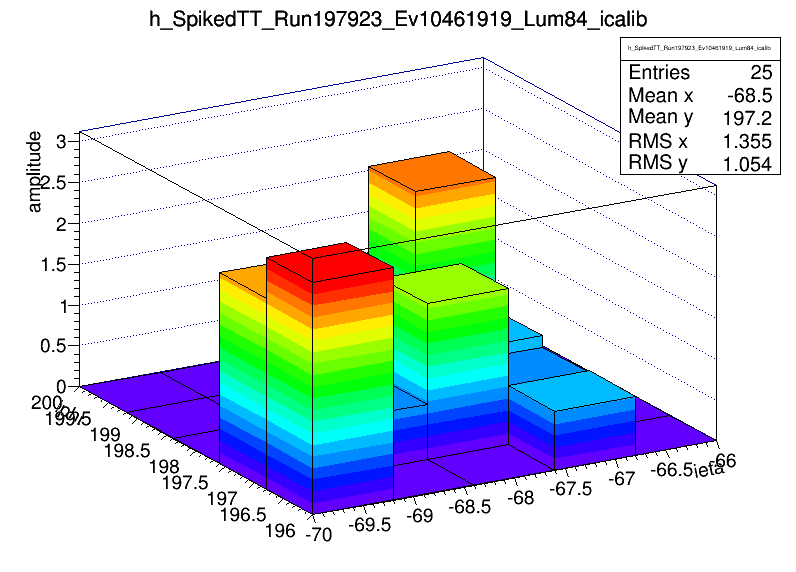 h_SpikedTT_Run197923_Ev10461919_Lum84_icalib
h_SpikedTT_Run197923_Ev10461919_Lum84_icalib
Entries 25
Mean x -68.5
Mean y 197.2
RMS x 1.355
RMS y 1.054
amplitude
3
2.5
2
1.5
1
0.5
0
200
199.5
199
198.5
198
197.5
197
196.5
196
-70
-69.5
-69
-68.5
-68
-67.5
-67
-66.5
-66
ieta